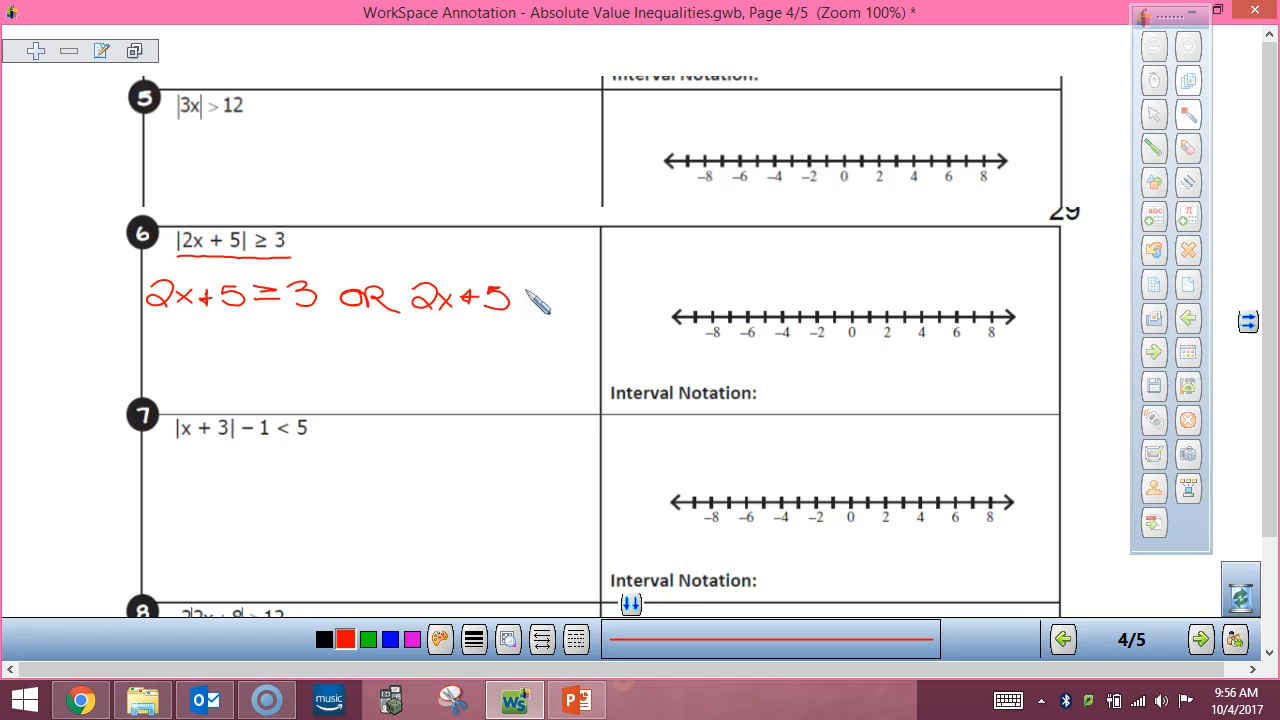 WorkSpace Annotation - Absolute Value Inequalities.gwb, Page 4/5 (Zoom 100%) *
Interval Notation:
5
|3x| > 12
-8 -6 -4 -2 0 2 4 6 8
29
6
|2x + 5| ≥ 3
2x+5≥3 OR 2x+5
-8 -6 -4 -2 0 2 4 6 8
Interval Notation:
7
|x + 3| − 1 < 5
-8 -6 -4 -2 0 2 4 6 8
Interval Notation:
8
abc
π
4/5
music
WS
9:56 AM
10/4/2017